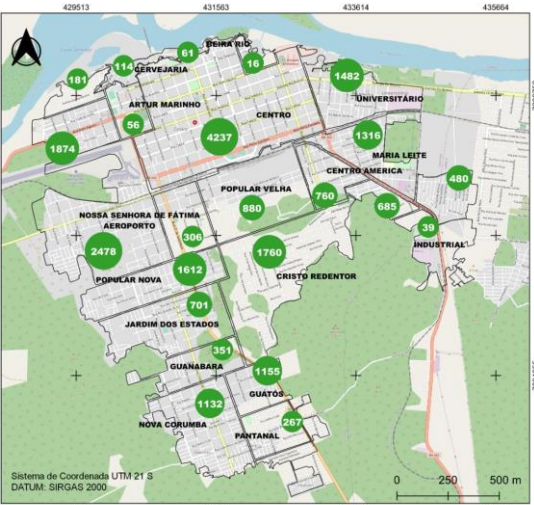 429513 431563 433614 435664
BEIRA RIO
61
114
CERVEJARIA
16
181
1482
UNIVERSITÁRIO
ARTUR MARINHO
56
CENTRO
4237
1316
1874
MARIA LEITE
CENTRO AMERICA
480
POPULAR VELHA
760
880
685
NOSSA SENHORA DE FÁTIMA
AEROPORTO
39
306
INDUSTRIAL
2478
1760
1612
CRISTO REDENTOR
POPULAR NOVA
701
JARDIM DOS ESTADOS
351
GUANABARA
1155
GUATÓS
1132
267
NOVA CORUMBA
PANTANAL
Sistema de Coordenada UTM 21 S
DATUM: SIRGAS 2000
0 250 500 m